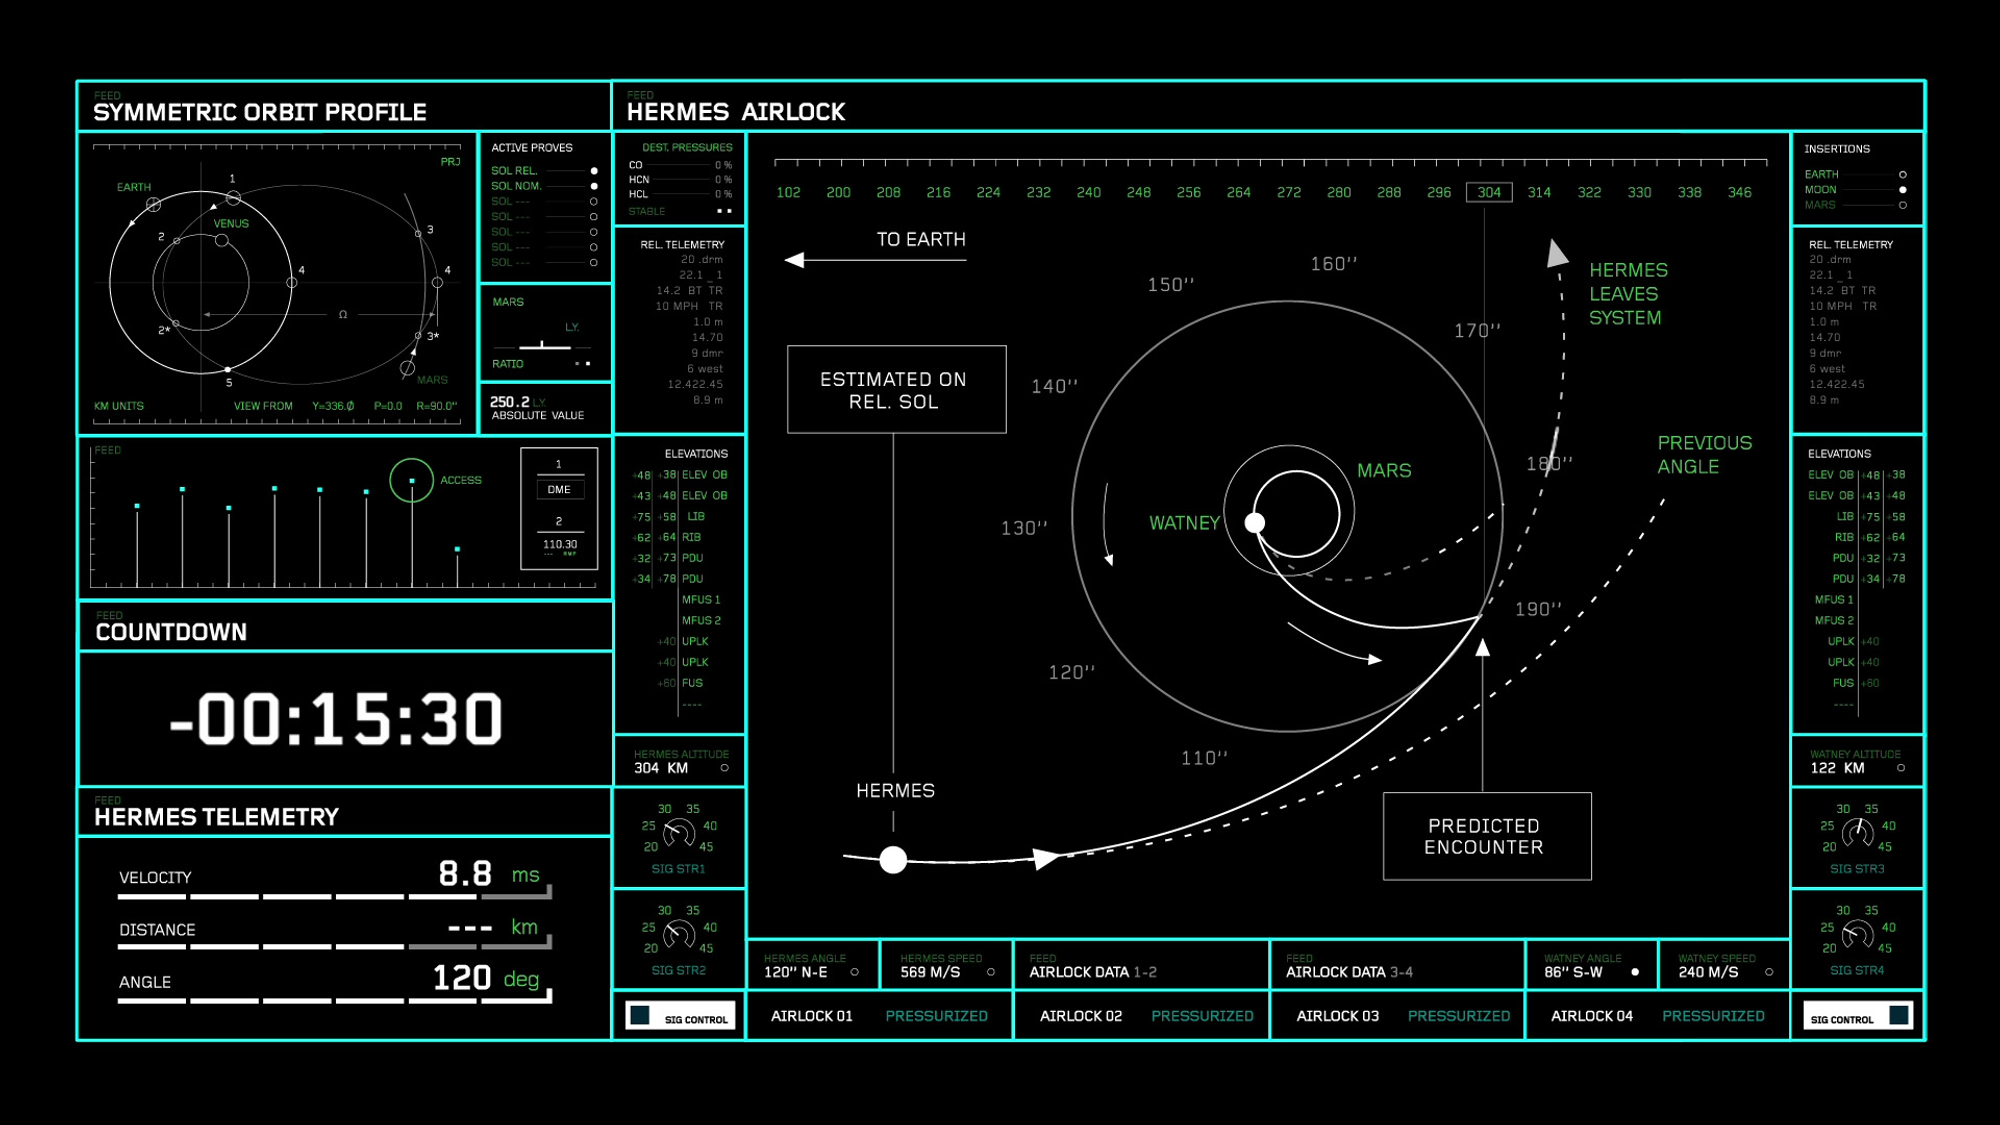 FEED
SYMMETRIC ORBIT PROFILE
FEED
HERMES AIRLOCK
PRJ
EARTH
1
VENUS
2
3
4
4
Ω
2*
3*
5
MARS
KM UNITS VIEW FROM Y=336.0 P=0.0 R=90.0"
ACTIVE PROVES
SOL REL.
SOL NOM.
SOL ---
SOL ---
SOL ---
SOL ---
SOL ---
MARS
L.Y.
RATIO
250.2 L.Y.
ABSOLUTE VALUE
FEED
ACCESS
1
DME
2
110.30
FEED
COUNTDOWN
-00:15:30
FEED
HERMES TELEMETRY
VELOCITY 8.8 ms
DISTANCE --- km
ANGLE 120 deg
DEST. PRESSURES
CO 0 %
HCN 0 %
HCL 0 %
STABLE
REL. TELEMETRY
20 .drm
22.1 _ 1
14.2 BT TR
10 MPH TR
1.0 m
14.70
9 dmr
6 west
12.422.45
8.9 m
ELEVATIONS
+48 +38 ELEV OB
+43 +48 ELEV OB
+75 +58 LIB
+62 +64 RIB
+32 +73 PDU
+34 +78 PDU
MFUS 1
MFUS 2
+40 UPLK
+40 UPLK
+60 FUS
----
HERMES ALTITUDE
304 KM
30 35
25 40
20 45
SIG STR1
30 35
25 40
20 45
SIG STR2
SIG CONTROL
102 200 208 216 224 232 240 248 256 264 272 280 288 296 304 314 322 330 338 346
TO EARTH
160''
150''
HERMES
LEAVES
SYSTEM
170''
ESTIMATED ON
REL. SOL
140''
PREVIOUS
ANGLE
180''
MARS
WATNEY
130''
190''
120''
110''
HERMES
PREDICTED
ENCOUNTER
HERMES ANGLE
120" N-E
HERMES SPEED
569 M/S
FEED
AIRLOCK DATA 1-2
FEED
AIRLOCK DATA 3-4
WATNEY ANGLE
86" S-W
WATNEY SPEED
240 M/S
AIRLOCK 01 PRESSURIZED
AIRLOCK 02 PRESSURIZED
AIRLOCK 03 PRESSURIZED
AIRLOCK 04 PRESSURIZED
INSERTIONS
EARTH
MOON
MARS
REL. TELEMETRY
20 .drm
22.1 _ 1
14.2 BT TR
10 MPH TR
1.0 m
14.70
9 dmr
6 west
12.422.45
8.9 m
ELEVATIONS
ELEV OB +48 +38
ELEV OB +43 +48
LIB +75 +58
RIB +62 +64
PDU +32 +73
PDU +34 +78
MFUS 1
MFUS 2
UPLK +40
UPLK +40
FUS +60
----
WATNEY ALTITUDE
122 KM
30 35
25 40
20 45
SIG STR3
30 35
25 40
20 45
SIG STR4
SIG CONTROL